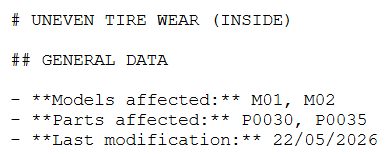 # UNEVEN TIRE WEAR (INSIDE)
## GENERAL DATA
- **Models affected:** M01, M02
- **Parts affected:** P0030, P0035
- **Last modification:** 22/05/2026